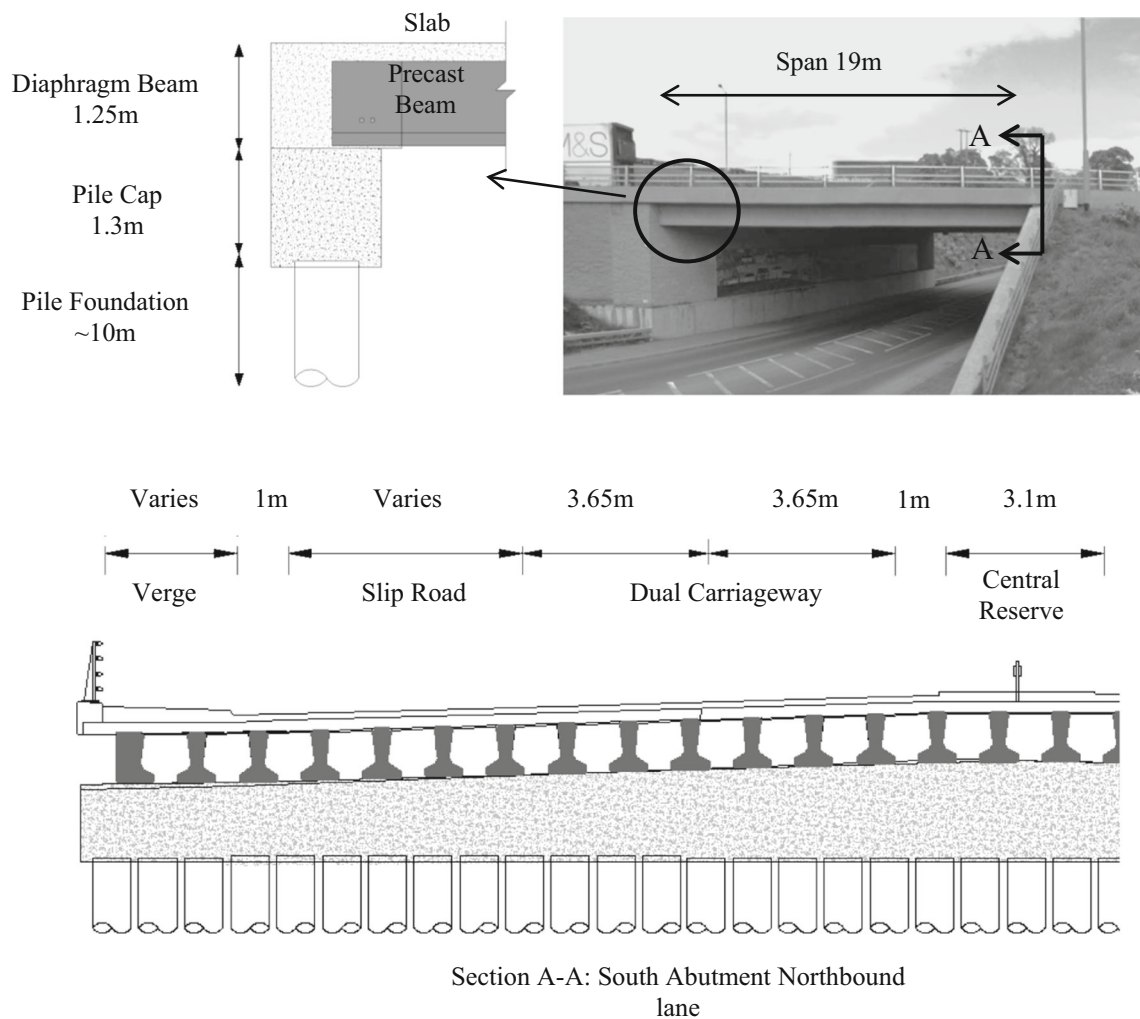 Slab
Diaphragm Beam
1.25m
Precast
Beam
Pile Cap
1.3m
Pile Foundation
~10m
Span 19m
M&S
A
A
Varies
1m
Varies
3.65m
3.65m
1m
3.1m
Verge
Slip Road
Dual Carriageway
Central
Reserve
Section A-A: South Abutment Northbound
lane